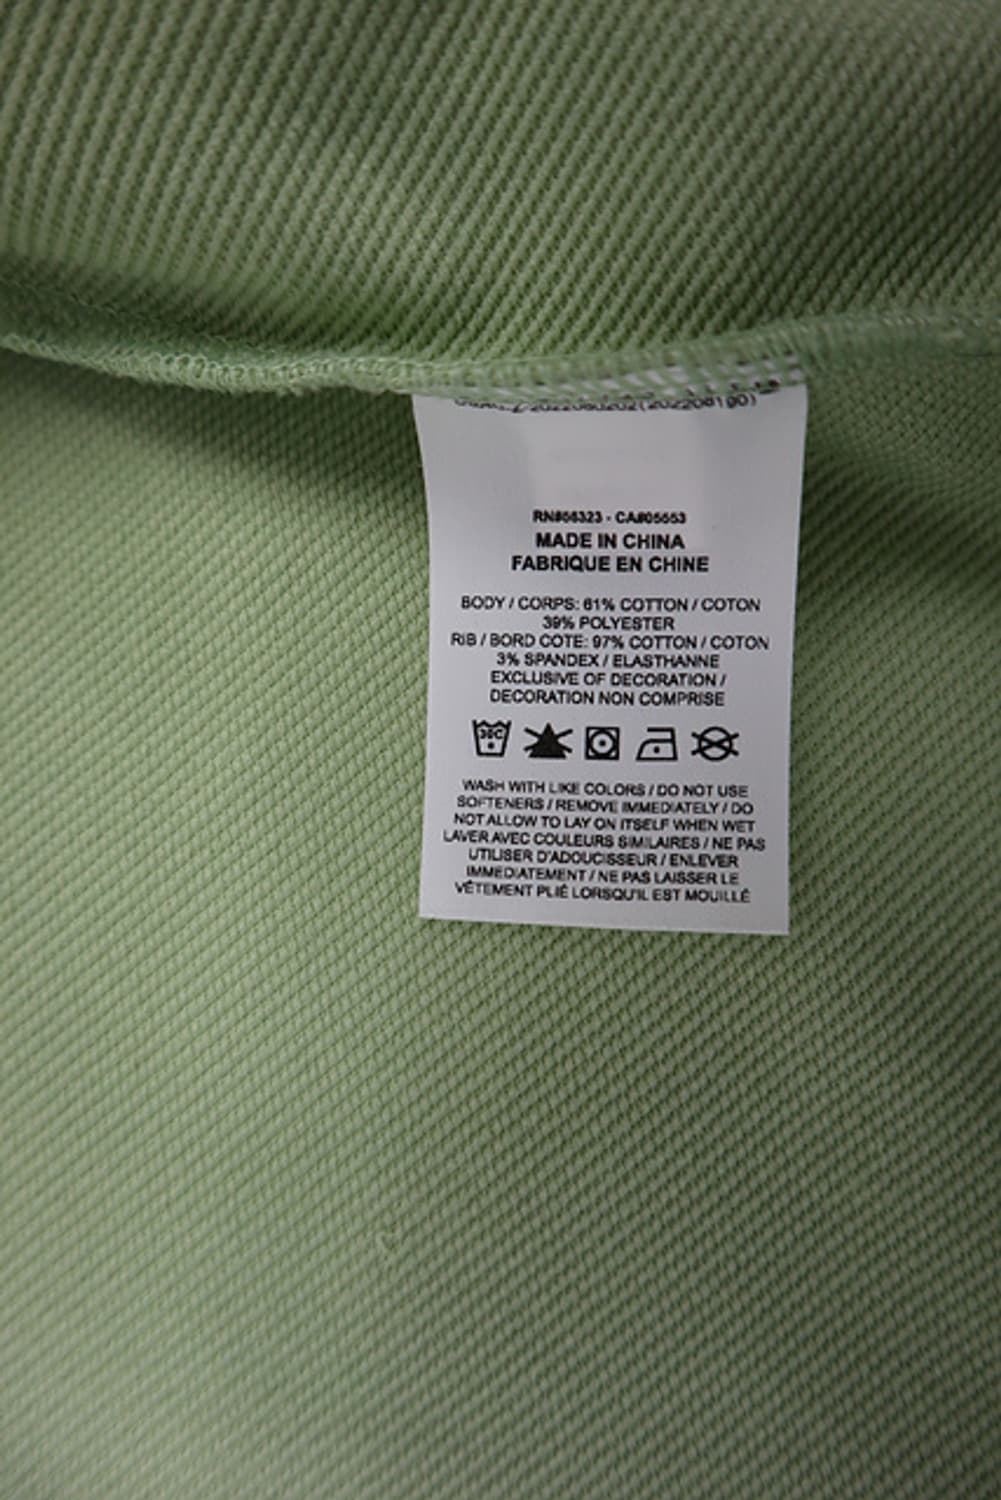 RN#56323 - CA#05553
MADE IN CHINA
FABRIQUE EN CHINE
BODY / CORPS: 61% COTTON / COTON
39% POLYESTER
RIB / BORD COTE: 97% COTTON / COTON
3% SPANDEX / ELASTHANNE
EXCLUSIVE OF DECORATION /
DECORATION NON COMPRISE
30C
WASH WITH LIKE COLORS / DO NOT USE
SOFTENERS / REMOVE IMMEDIATELY / DO
NOT ALLOW TO LAY ON ITSELF WHEN WET
LAVER AVEC COULEURS SIMILAIRES / NE PAS
UTILISER D'ADOUCISSEUR / ENLEVER
IMMEDIATEMENT / NE PAS LAISSER LE
VÊTEMENT PLIÉ LORSQU'IL EST MOUILLÉ